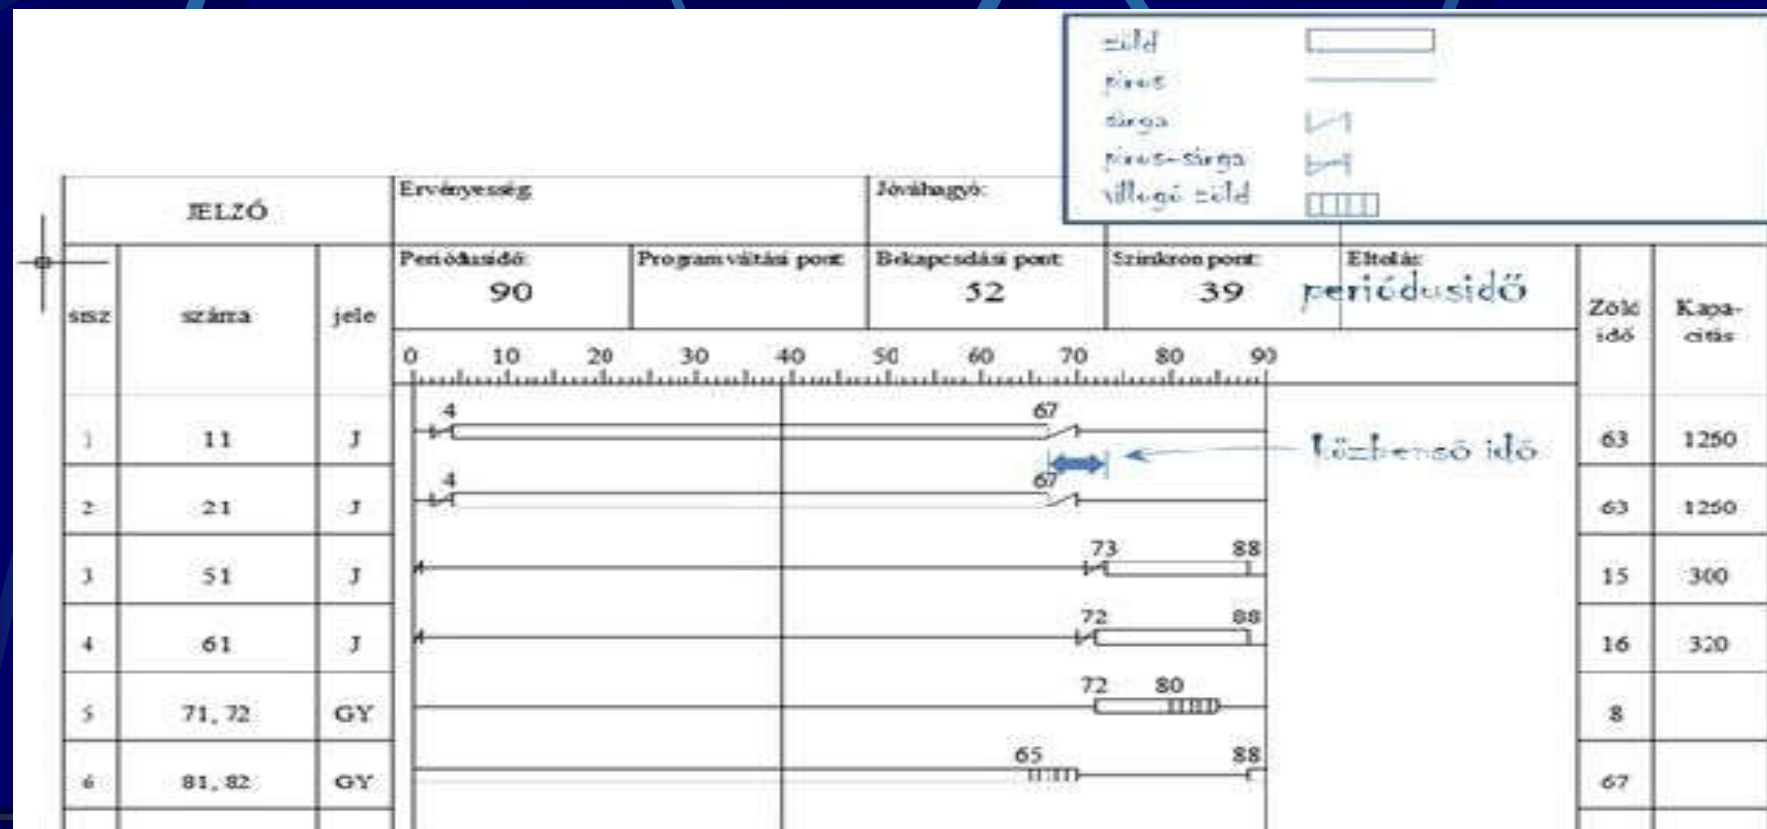 zöld
piros
sárga
piros-sárga
villogó zöld
JELZŐ
Érvényesség:
Jóváhagyó:
srsz
száma
jele
Periódusidő:
90
Programváltási pont:
Bekapcsolási pont:
52
Szinkron pont:
39
Eltolás:
periódusidő
Zöld idő
Kapa-
citás
0 10 20 30 40 50 60 70 80 90
1 11 J 4 67 63 1250
közbenső idő
2 21 J 4 67 63 1260
3 51 J 73 88 15 300
4 61 J 72 88 16 320
5 71, 72 GY 72 80 8
6 81, 82 GY 65 88 67